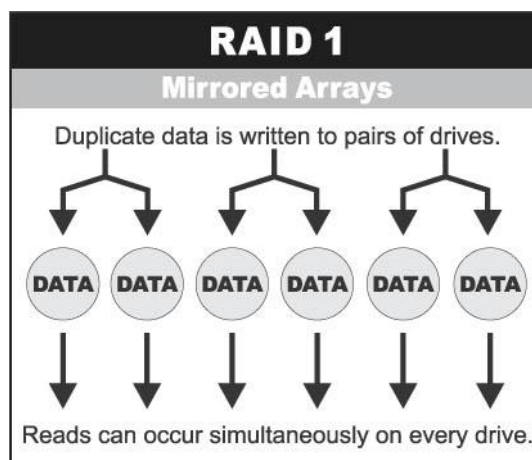 RAID 1
Mirrored Arrays
Duplicate data is written to pairs of drives.
DATA DATA DATA DATA DATA DATA
Reads can occur simultaneously on every drive.